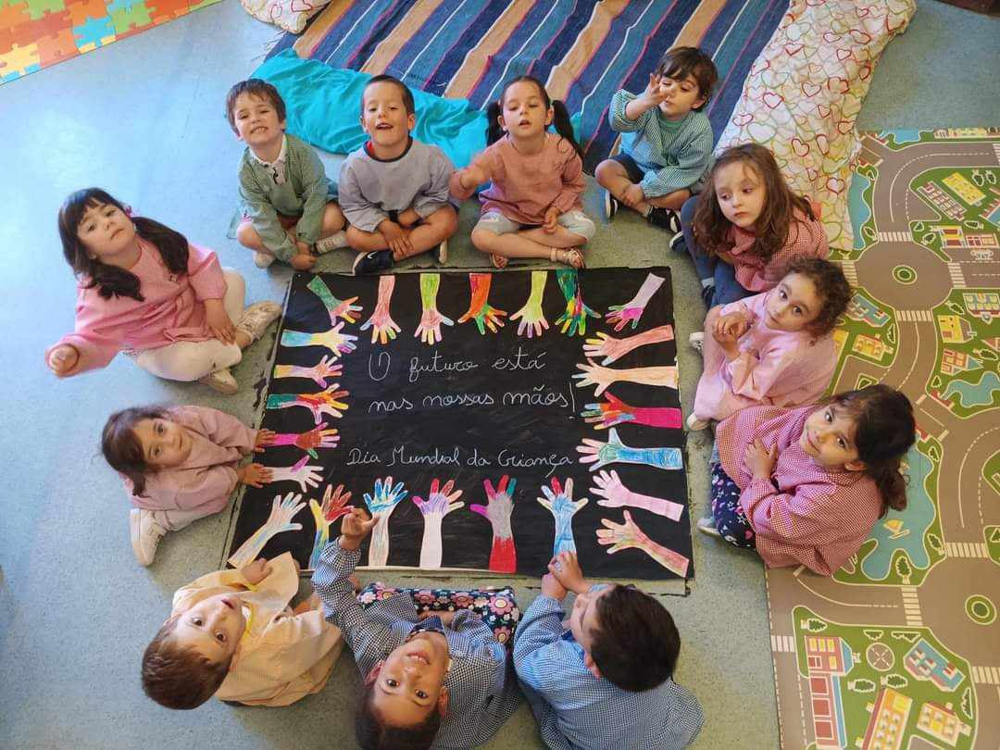 O futuro está
nas nossas mãos!
Dia Mundial da Criança